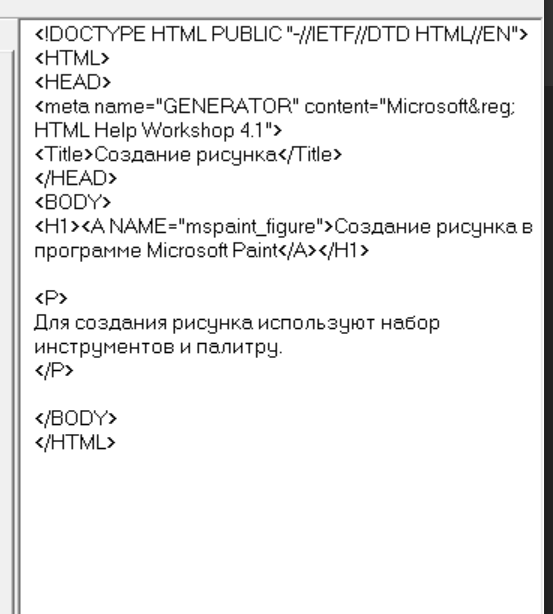 <!DOCTYPE HTML PUBLIC "-//IETF//DTD HTML//EN">
<HTML>
<HEAD>
<meta name="GENERATOR" content="Microsoft&reg;
HTML Help Workshop 4.1">
<Title>Создание рисунка</Title>
</HEAD>
<BODY>
<H1><A NAME="mspaint_figure">Создание рисунка в
программе Microsoft Paint</A></H1>
<P>
Для создания рисунка используют набор
инструментов и палитру.
</P>
</BODY>
</HTML>